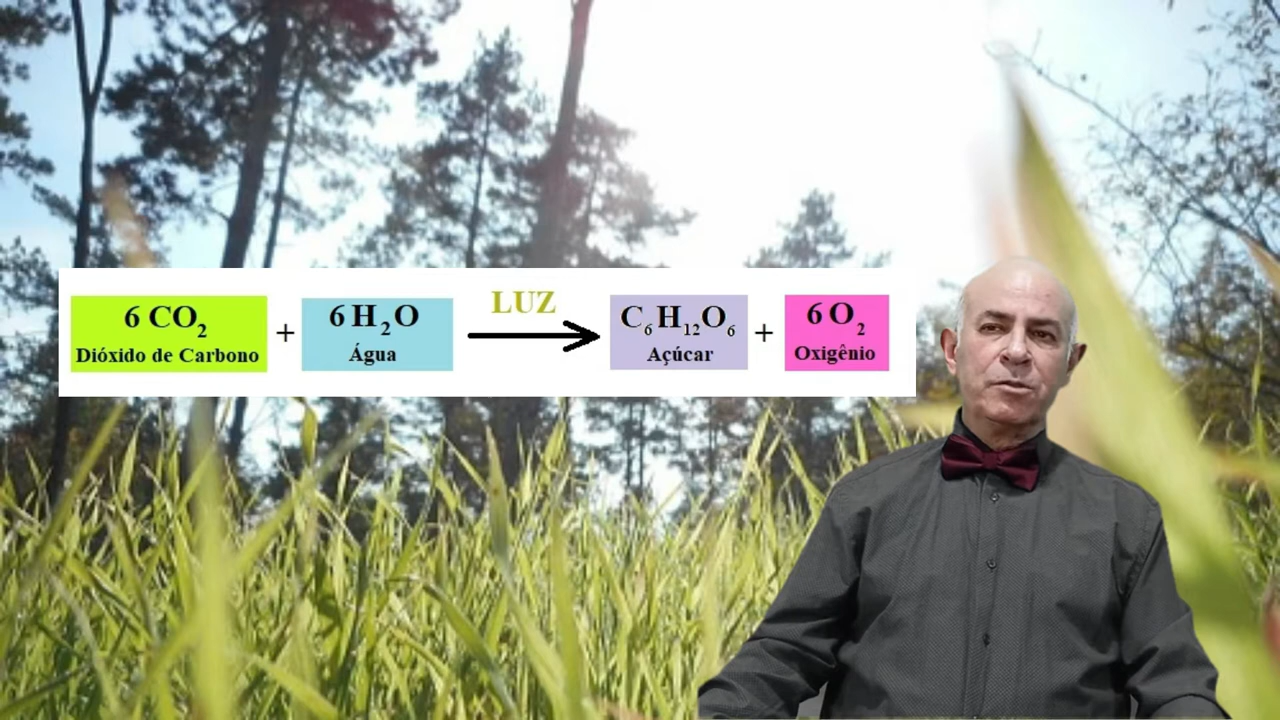 LUZ
6 CO₂ + 6 H₂O → C₆H₁₂O₆ + 6 O₂
Dióxido de Carbono Água Açúcar Oxigênio